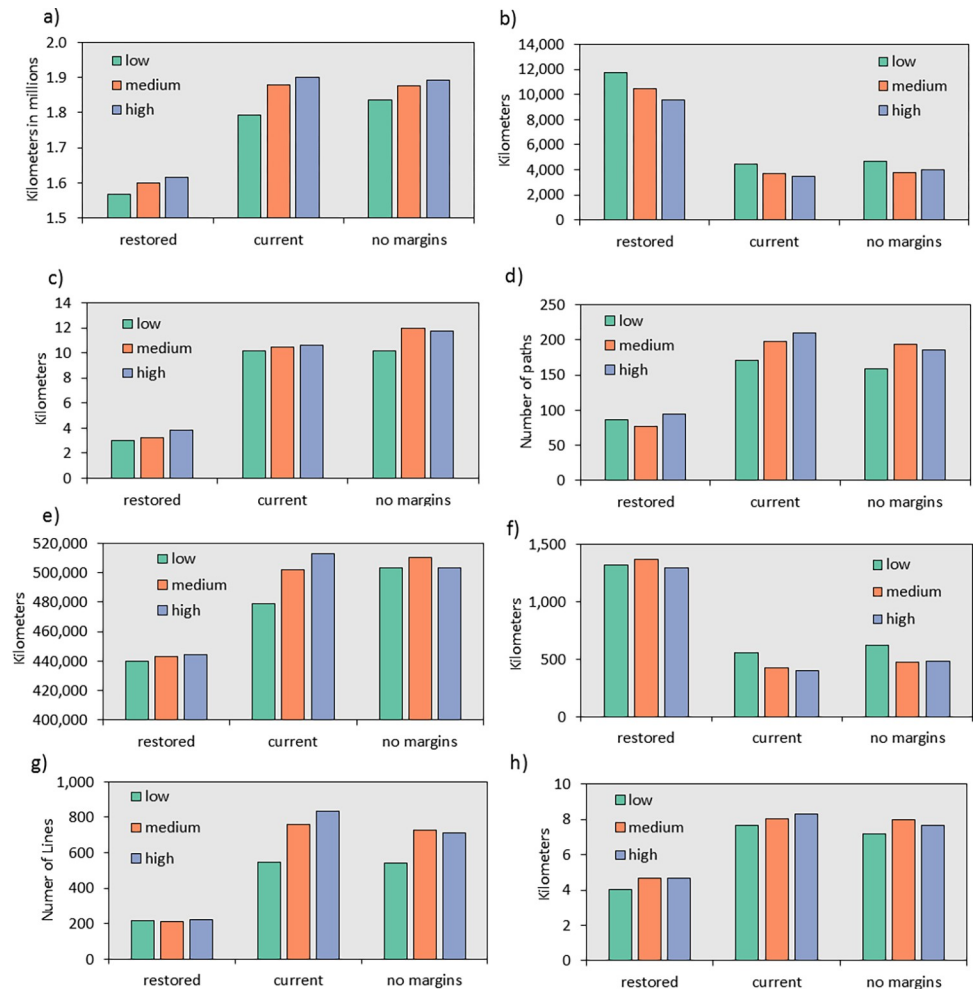 a)
Kilometers in millions
2.0
1.9
1.8
1.7
1.6
1.5
low
medium
high
restored current no margins
b)
Kilometers
14,000
12,000
10,000
8,000
6,000
4,000
2,000
0
low
medium
high
restored current no margins
c)
Kilometers
14
12
10
8
6
4
2
0
low
medium
high
restored current no margins
d)
Number of paths
250
200
150
100
50
0
low
medium
high
restored current no margins
e)
Kilometers
520,000
500,000
480,000
460,000
440,000
420,000
400,000
low
medium
high
restored current no margins
f)
Kilometers
1,500
1,000
500
0
low
medium
high
restored current no margins
g)
Numer of Lines
1,000
800
600
400
200
0
low
medium
high
restored current no margins
h)
Kilometers
10
8
6
4
2
0
low
medium
high
restored current no margins